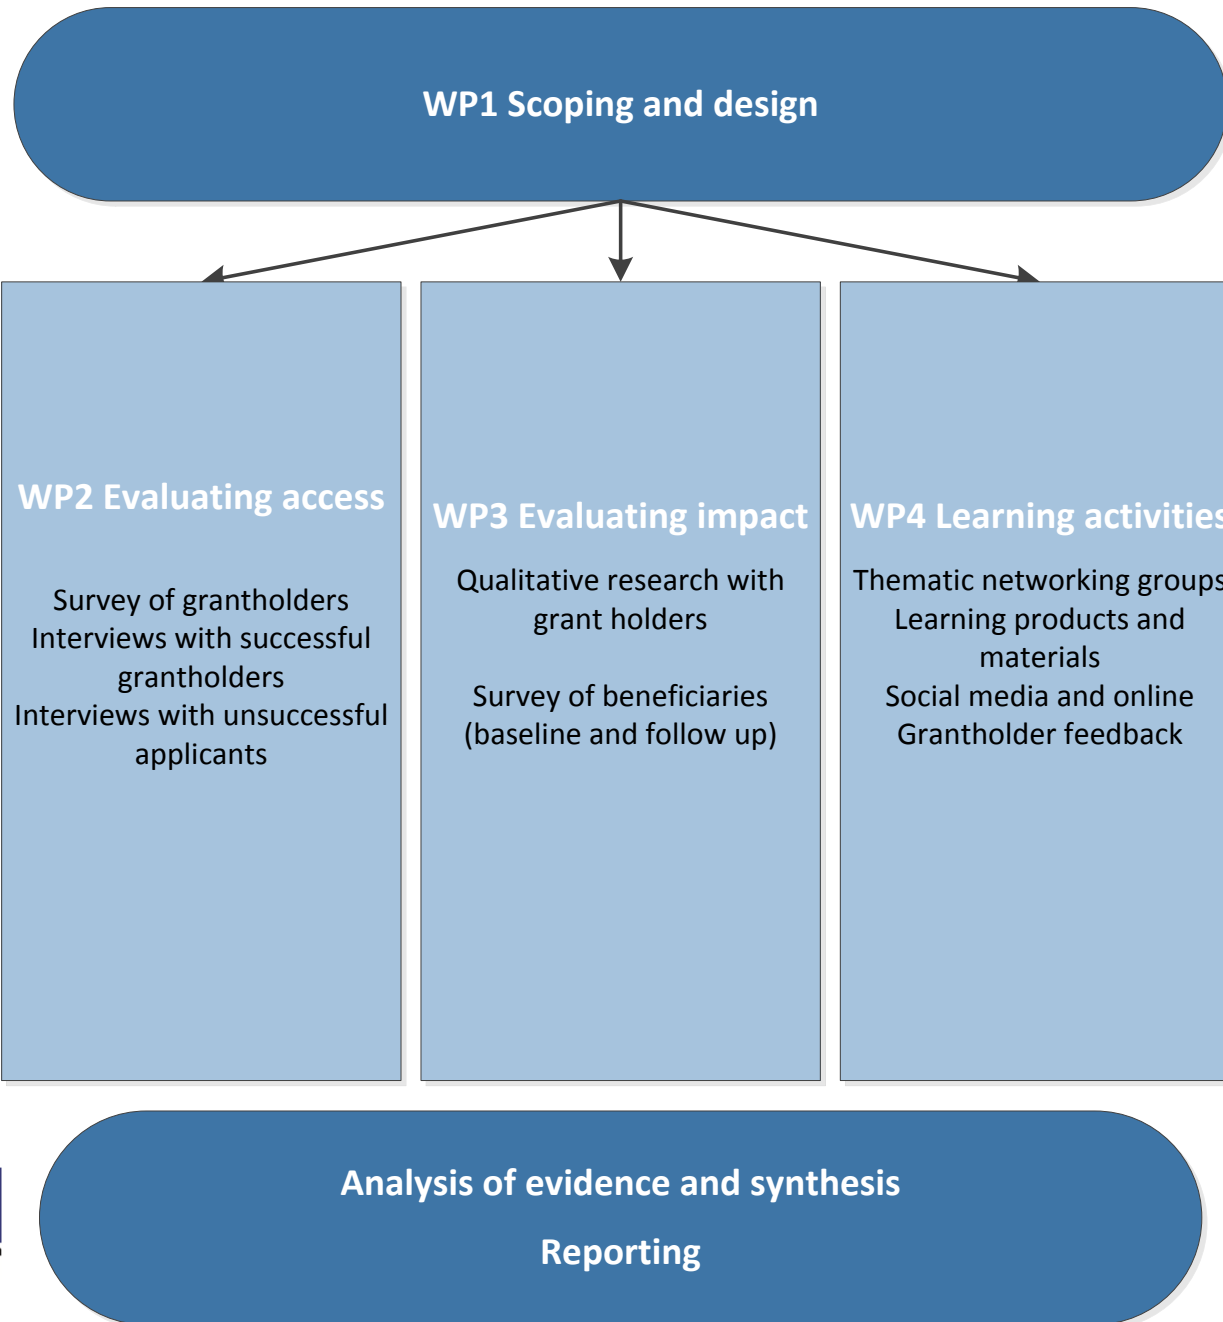 WP1 Scoping and design
WP2 Evaluating access
Survey of grantholders
Interviews with successful
grantholders
Interviews with unsuccessful
applicants
WP3 Evaluating impact
Qualitative research with
grant holders
Survey of beneficiaries
(baseline and follow up)
WP4 Learning activities
Thematic networking groups
Learning products and
materials
Social media and online
Grantholder feedback
Analysis of evidence and synthesis
Reporting